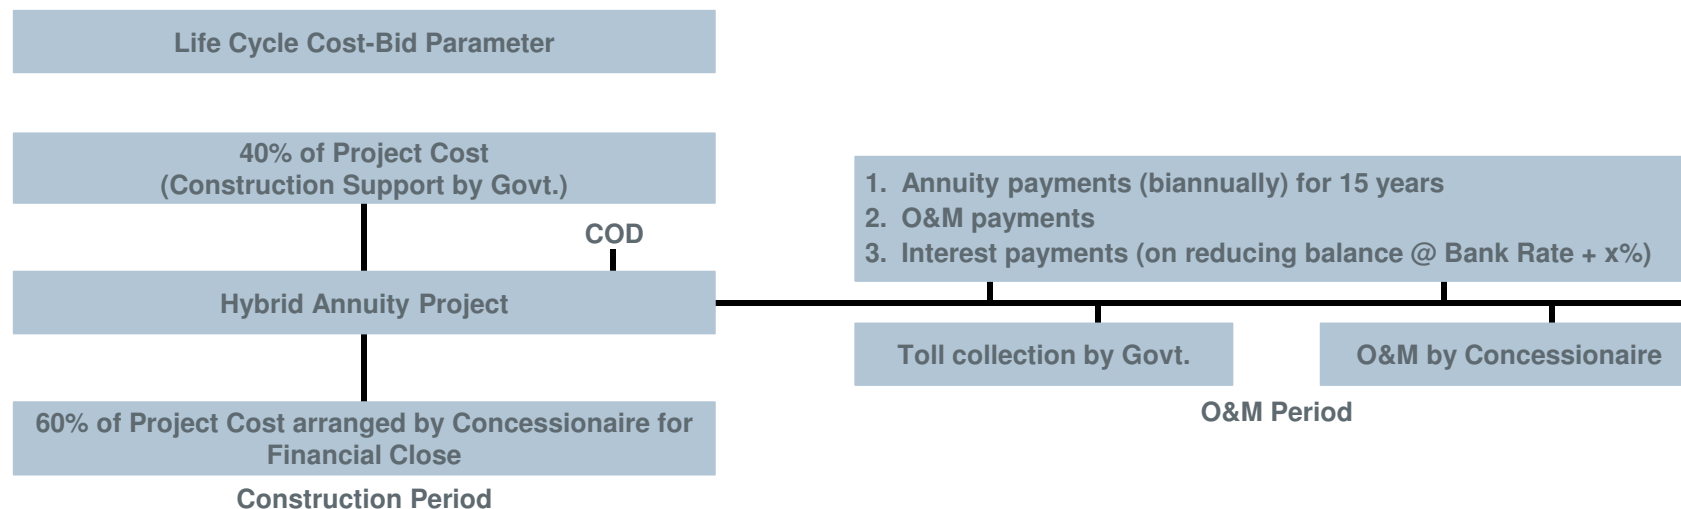 Life Cycle Cost-Bid Parameter
40% of Project Cost
(Construction Support by Govt.)
COD
Hybrid Annuity Project
60% of Project Cost arranged by Concessionaire for
Financial Close
Construction Period
1. Annuity payments (biannually) for 15 years
2. O&M payments
3. Interest payments (on reducing balance @ Bank Rate + x%)
Toll collection by Govt.
O&M by Concessionaire
O&M Period